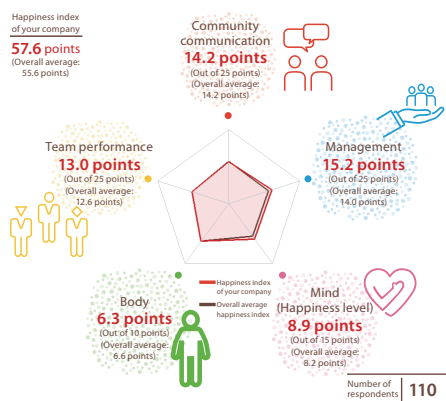 Happiness index
of your company
57.6 points
(Overall average:
55.6 points)
Community
communication
14.2 points
(Out of 25 points)
(Overall average:
14.2 points)
Team performance
13.0 points
(Out of 25 points)
(Overall average:
12.6 points)
Management
15.2 points
(Out of 25 points)
(Overall average:
14.0 points)
Happiness index
of your company
Overall average
happiness index
Body
6.3 points
(Out of 10 points)
(Overall average:
6.6 points)
Mind
(Happiness level)
8.9 points
(Out of 15 points)
(Overall average:
8.2 points)
Number of
respondents
110